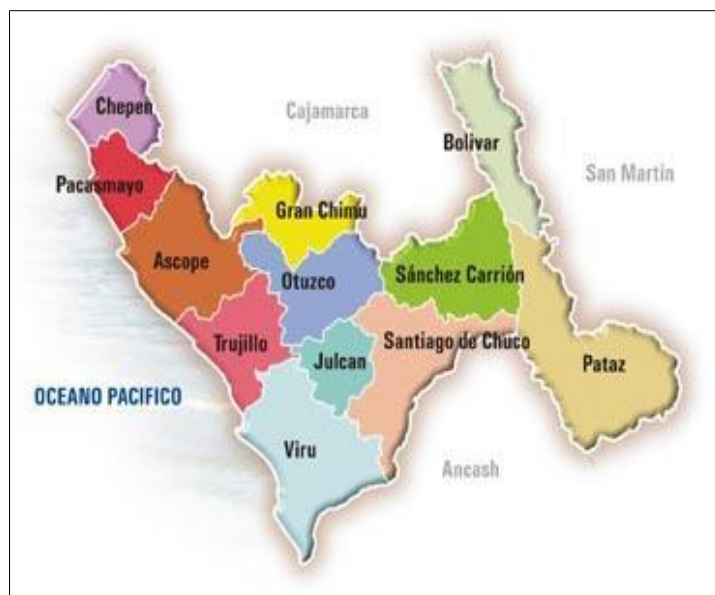 Chepen
Cajamarca
Bolivar
San Martin
Pacasmayo
Gran Chimu
Ascope
Otuzco
Sánchez Carrión
Trujillo
Julcan
Santiago de Chuco
Pataz
OCEANO PACIFICO
Viru
Ancash